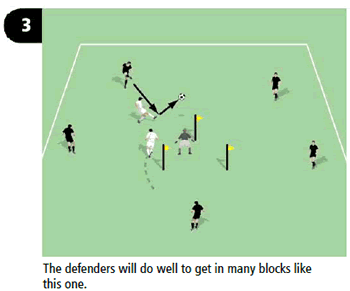 3
The defenders will do well to get in many blocks like
this one.